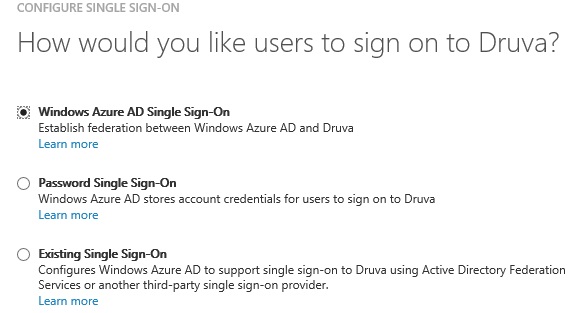 CONFIGURE SINGLE SIGN-ON
How would you like users to sign on to Druva?
Windows Azure AD Single Sign-On
Establish federation between Windows Azure AD and Druva
Learn more
Password Single Sign-On
Windows Azure AD stores account credentials for users to sign on to Druva
Learn more
Existing Single Sign-On
Configures Windows Azure AD to support single sign-on to Druva using Active Directory Federation
Services or another third-party single sign-on provider.
Learn more